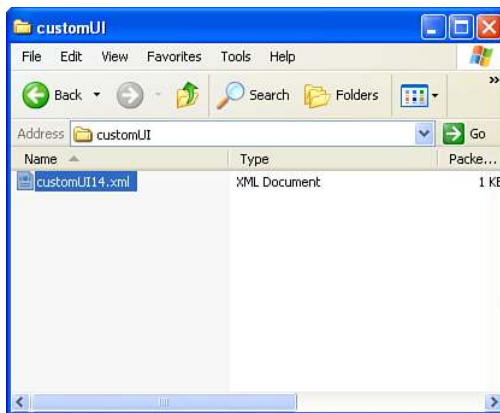 customUI
File Edit View Favorites Tools Help
Back Search Folders »
Address customUI Go
Name Type Packe...
customUI14.xml XML Document 1 KB